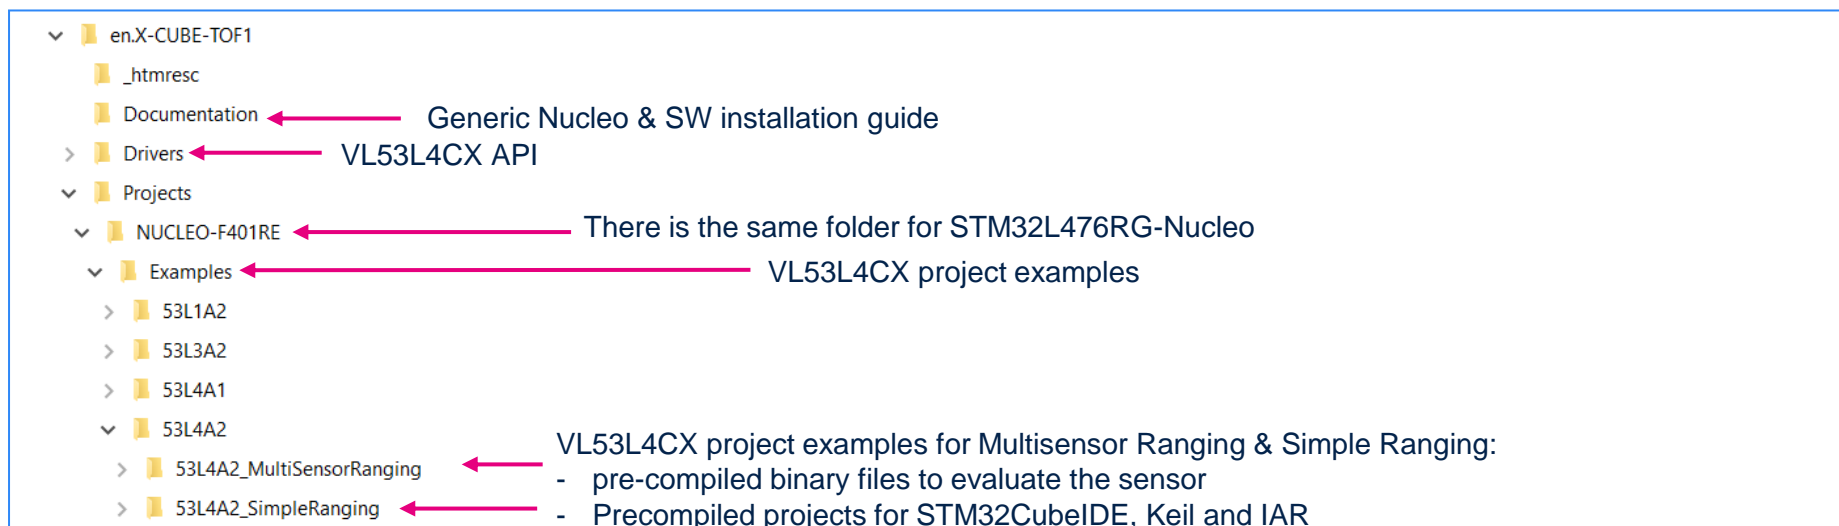 en.X-CUBE-TOF1
_htmresc
Documentation Generic Nucleo & SW installation guide
Drivers VL53L4CX API
Projects
NUCLEO-F401RE There is the same folder for STM32L476RG-Nucleo
Examples VL53L4CX project examples
53L1A2
53L3A2
53L4A1
53L4A2
VL53L4CX project examples for Multisensor Ranging & Simple Ranging:
53L4A2_MultiSensorRanging
- pre-compiled binary files to evaluate the sensor
53L4A2_SimpleRanging
- Precompiled projects for STM32CubeIDE, Keil and IAR